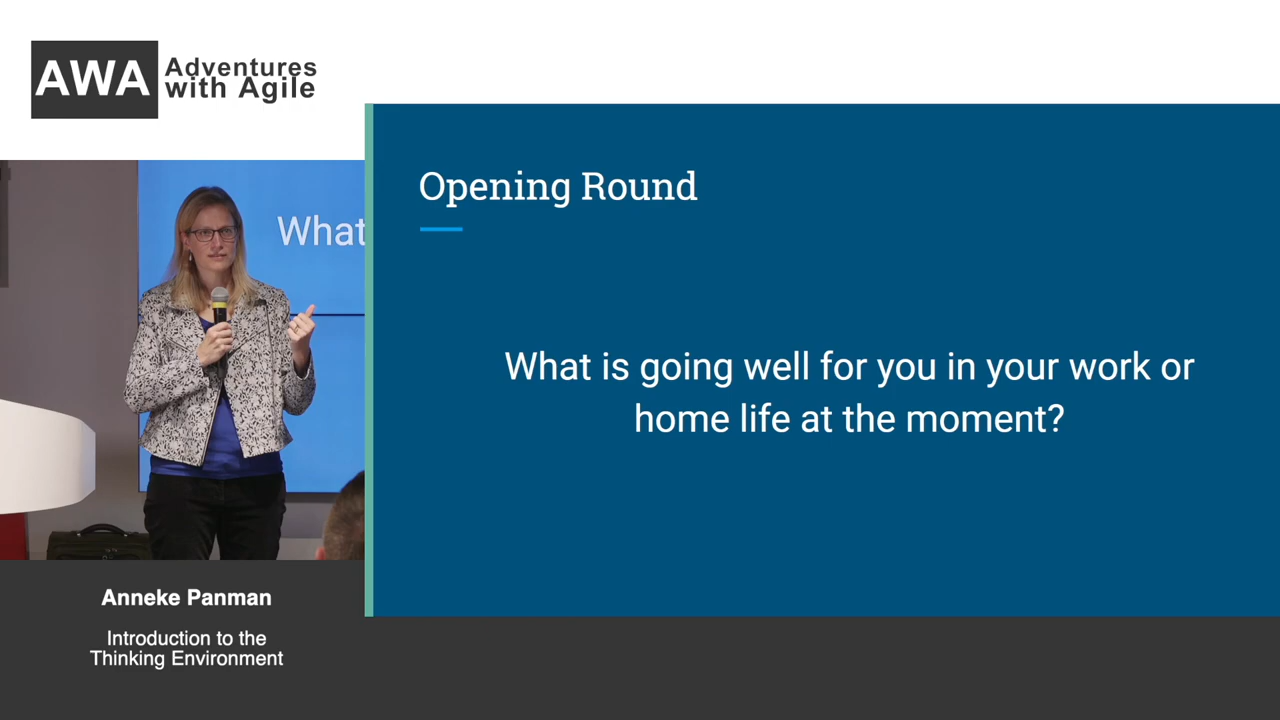 AWA Adventures
with Agile
What
Opening Round
What is going well for you in your work or
home life at the moment?
Anneke Panman
Introduction to the
Thinking Environment